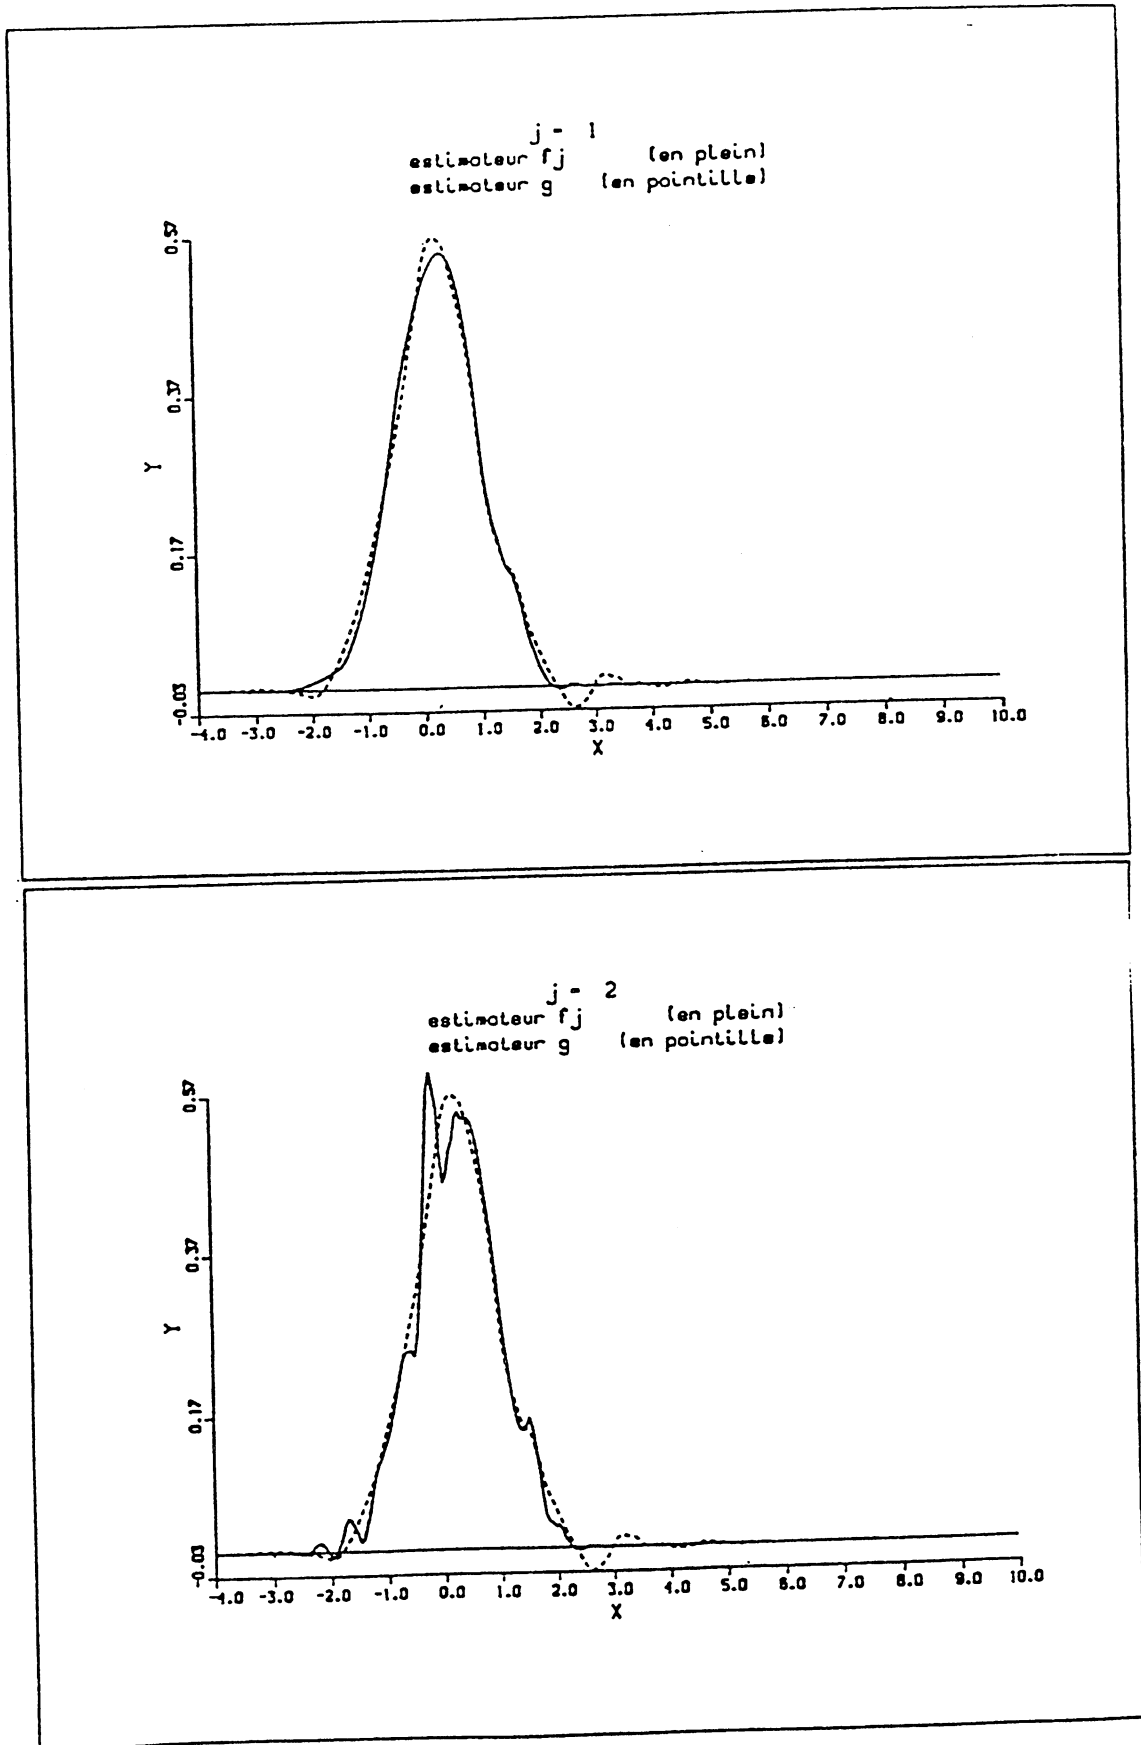 j - 1
estimateur fj (en plein)
estimateur g (en pointille)
0.57
0.37
Y
0.17
-0.03
-4.0 -3.0 -2.0 -1.0 0.0 1.0 2.0 3.0 4.0 5.0 6.0 7.0 8.0 9.0 10.0
X
j - 2
estimateur fj (en plein)
estimateur g (en pointille)
0.57
0.37
Y
0.17
-0.03
-4.0 -3.0 -2.0 -1.0 0.0 1.0 2.0 3.0 4.0 5.0 6.0 7.0 8.0 9.0 10.0
X